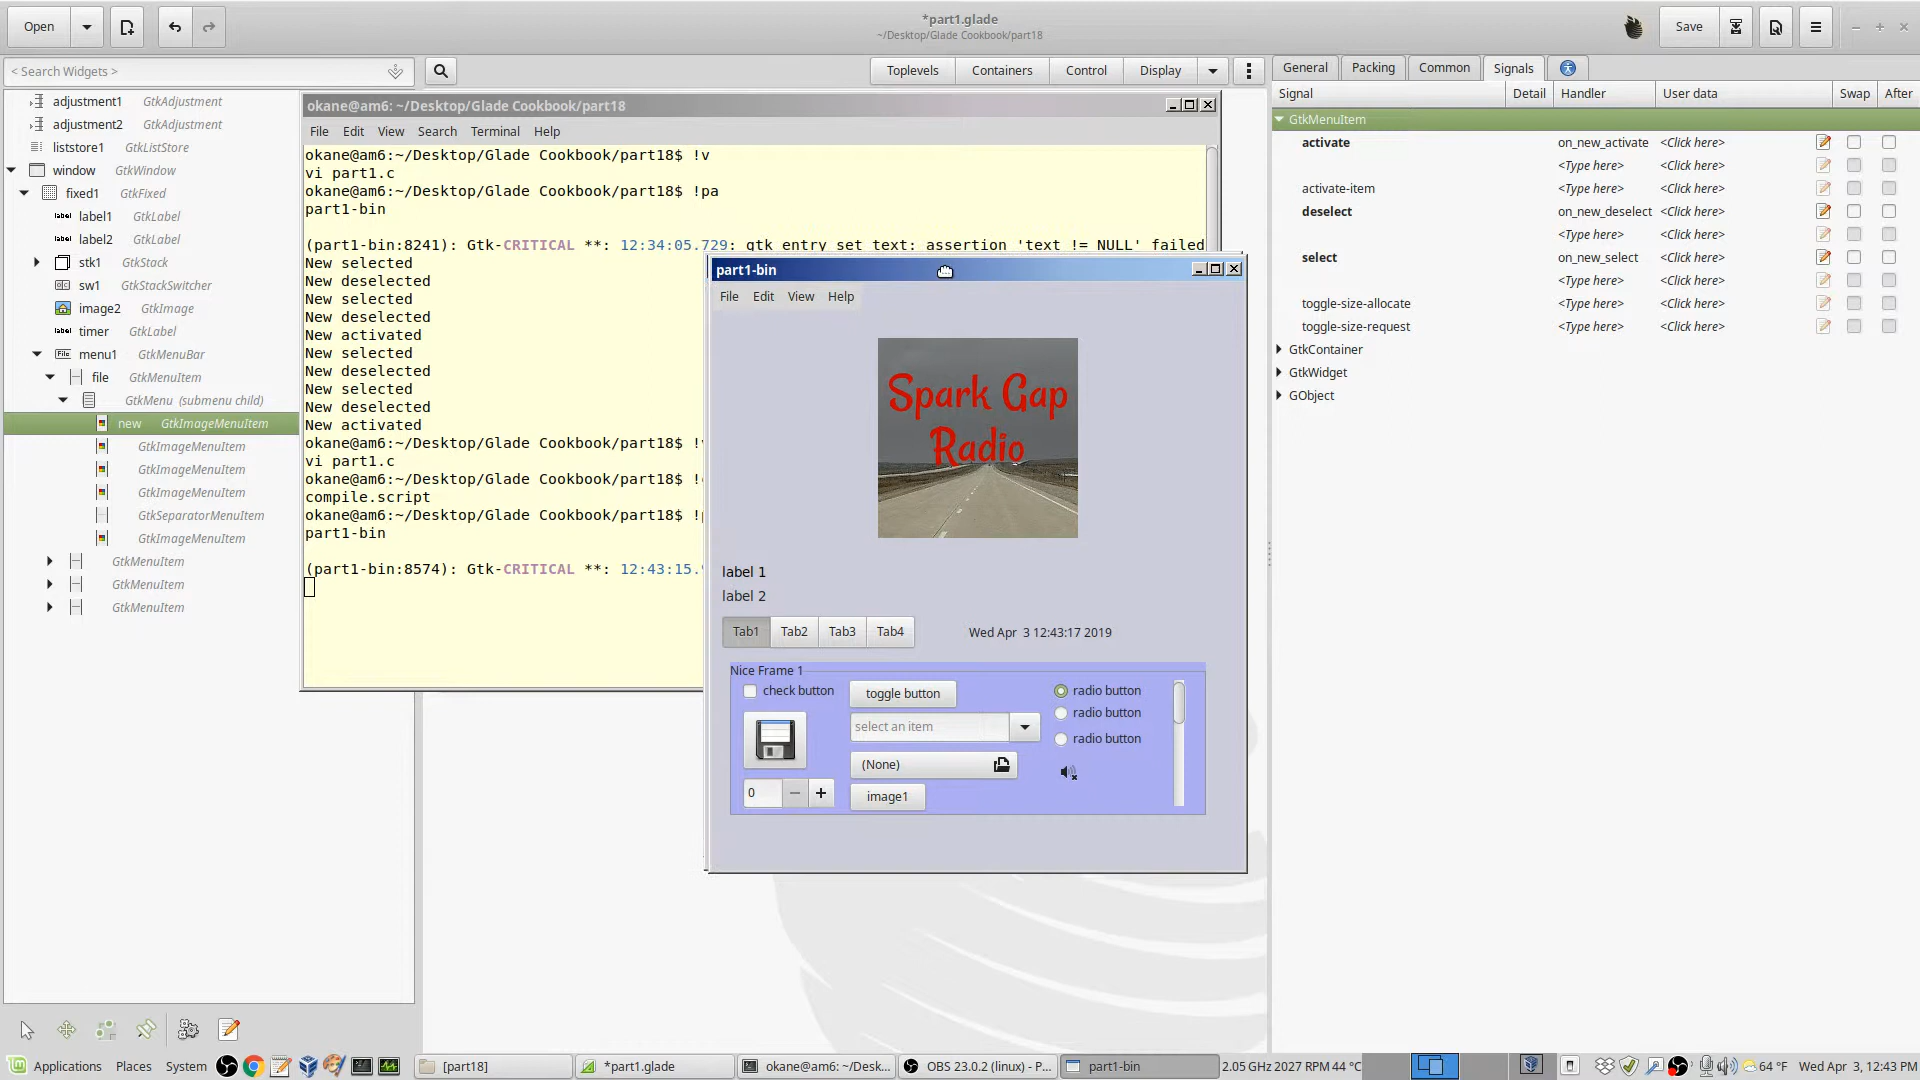 Open
*part1.glade
~/Desktop/Glade Cookbook/part18
Save
< Search Widgets >
Toplevels
Containers
Control
Display
General
Packing
Common
Signals
Signal
Detail
Handler
User data
Swap
After
adjustment1 GtkAdjustment
adjustment2 GtkAdjustment
liststore1 GtkListStore
window GtkWindow
fixed1 GtkFixed
label label1 GtkLabel
label label2 GtkLabel
stk1 GtkStack
sw1 GtkStackSwitcher
image2 GtkImage
label timer GtkLabel
File menu1 GtkMenuBar
file GtkMenuItem
GtkMenu (submenu child)
new GtkImageMenuItem
GtkImageMenuItem
GtkImageMenuItem
GtkImageMenuItem
GtkSeparatorMenuItem
GtkImageMenuItem
GtkMenuItem
GtkMenuItem
GtkMenuItem
okane@am6: ~/Desktop/Glade Cookbook/part18
File Edit View Search Terminal Help
okane@am6:~/Desktop/Glade Cookbook/part18$ !v
vi part1.c
okane@am6:~/Desktop/Glade Cookbook/part18$ !pa
part1-bin
(part1-bin:8241): Gtk-CRITICAL **: 12:34:05.729: gtk_entry_set_text: assertion 'text != NULL' failed
New selected
New deselected
New selected
New deselected
New activated
New selected
New deselected
New selected
New deselected
New activated
okane@am6:~/Desktop/Glade Cookbook/part18$ !
vi part1.c
okane@am6:~/Desktop/Glade Cookbook/part18$ !
compile.script
okane@am6:~/Desktop/Glade Cookbook/part18$ !
part1-bin
(part1-bin:8574): Gtk-CRITICAL **: 12:43:15.
part1-bin
File Edit View Help
Spark Gap
Radio
label 1
label 2
Tab1
Tab2
Tab3
Tab4
Wed Apr 3 12:43:17 2019
Nice Frame 1
check button
toggle button
radio button
radio button
select an item
radio button
(None)
0
image1
GtkMenuItem
activate on_new_activate <Click here>
<Type here> <Click here>
activate-item <Type here> <Click here>
deselect on_new_deselect <Click here>
<Type here> <Click here>
select on_new_select <Click here>
<Type here> <Click here>
toggle-size-allocate <Type here> <Click here>
toggle-size-request <Type here> <Click here>
GtkContainer
GtkWidget
GObject
Applications
Places
System
[part18]
*part1.glade
okane@am6: ~/Desk...
OBS 23.0.2 (linux) - P...
part1-bin
2.05 GHz 2027 RPM 44 °C
64 °F
Wed Apr 3, 12:43 PM